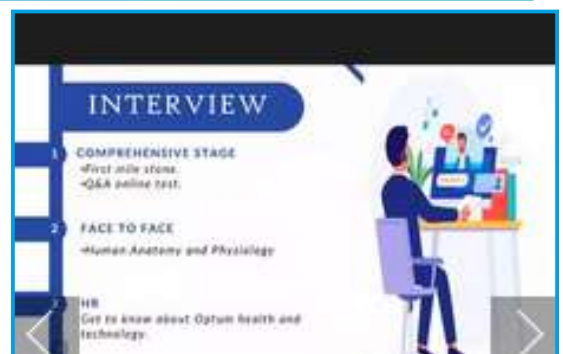 INTERVIEW
1 COMPREHENSIVE STAGE
First mile stone.
Q&A online test.
2 FACE TO FACE
Human Anatomy and Physiology
HR
Get to know about Optum health and
technology.